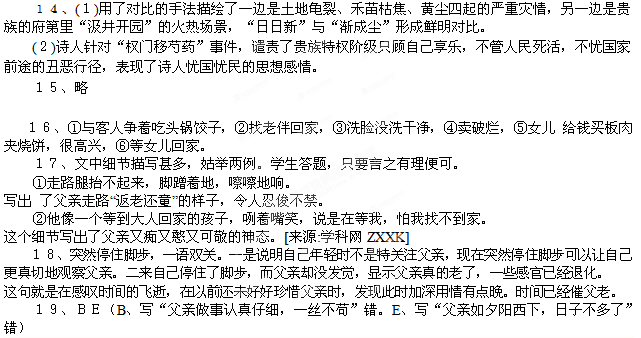 14、(1)用了对比的手法描绘了一边是土地龟裂、禾苗枯焦、黄尘四起的严重灾情，另一边是贵
族的府第里“汲井开园”的火热场景，“日日新”与“渐成尘”形成鲜明对比。
(2)诗人针对“权门移芍药”事件，谴责了贵族特权阶级只顾自己享乐，不管人民死活，不忧国家
前途的丑恶行径，表现了诗人忧国忧民的思想感情。
15、略
16、①与客人争着吃头锅饺子，②找老伴回家，③洗脸没洗干净，④卖破烂，⑤女儿 给钱买板肉
夹烧饼，很高兴，⑥等女儿回家。
17、文中细节描写甚多，姑举两例。学生答题，只要言之有理便可。
①走路腿抬不起来，脚蹭着地，嚓嚓地响。
写出 了父亲走路“返老还童”的样子，令人忍俊不禁。
②他像一个等到大人回家的孩子，咧着嘴笑，说是在等我，怕我找不到家。
这个细节写出了父亲又痴又憨又可敬的神态。[来源:学科网 ZXXK]
18、突然停住脚步，一语双关。一是说明自己年轻时不是特关注父亲，现在突然停住脚步可以让自己
更真切地观察父亲。二来自己停住了脚步，而父亲却没发觉，显示父亲真的老了，一些感官已经退化。
这句就是在感叹时间的飞逝，在以前还未好好珍惜父亲时，发现此时加深用情有点晚。时间已经催父老。
19、BE（B、写“父亲做事认真仔细，一丝不苟”错。E、写“父亲如夕阳西下，日子不多了”
错）